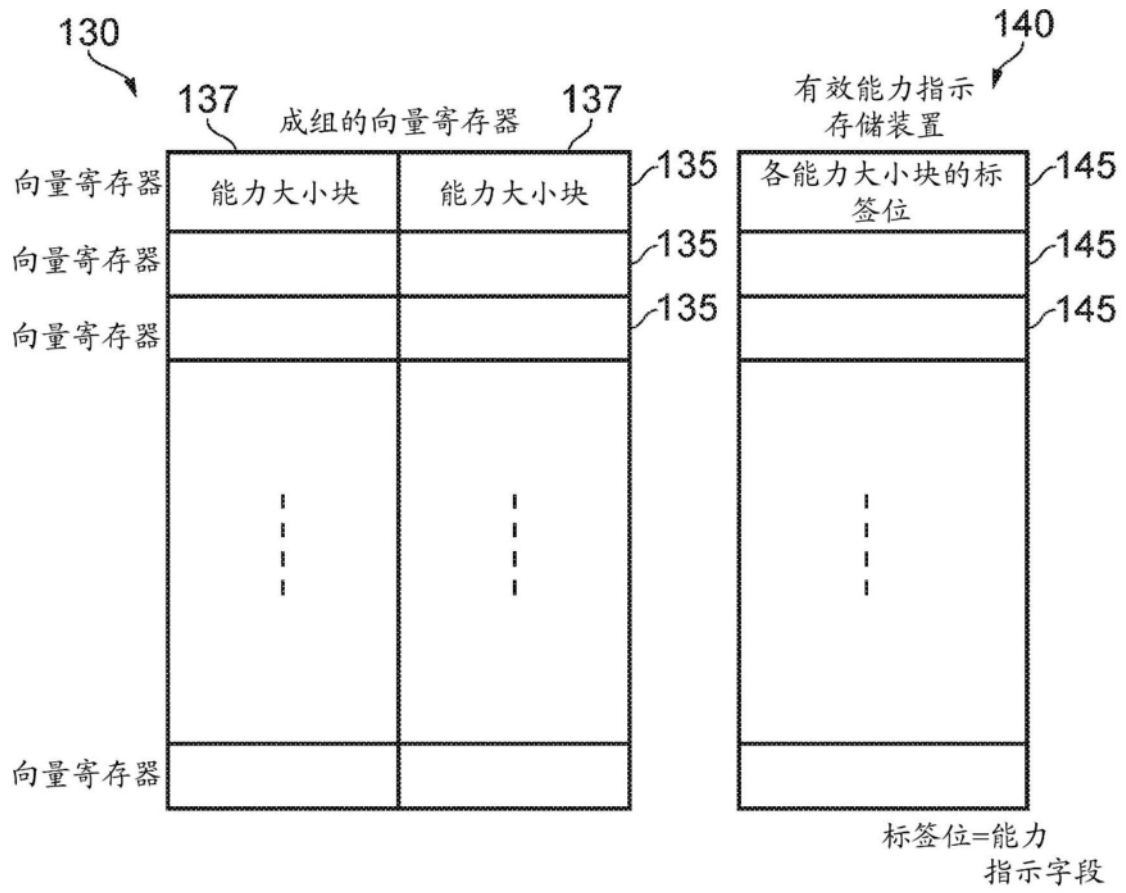 130
140
137
137
成组的向量寄存器
有效能力指示
存储装置
向量寄存器
能力大小块
能力大小块
135
各能力大小块的标
签位
145
向量寄存器
135
145
向量寄存器
135
145
向量寄存器
标签位=能力
指示字段